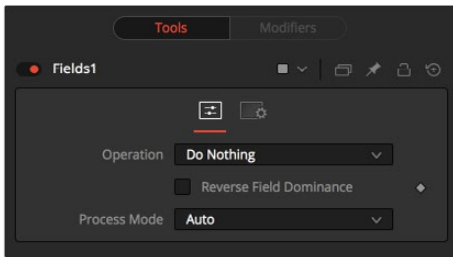 Tools Modifiers
Fields1
Operation Do Nothing
Reverse Field Dominance
Process Mode Auto